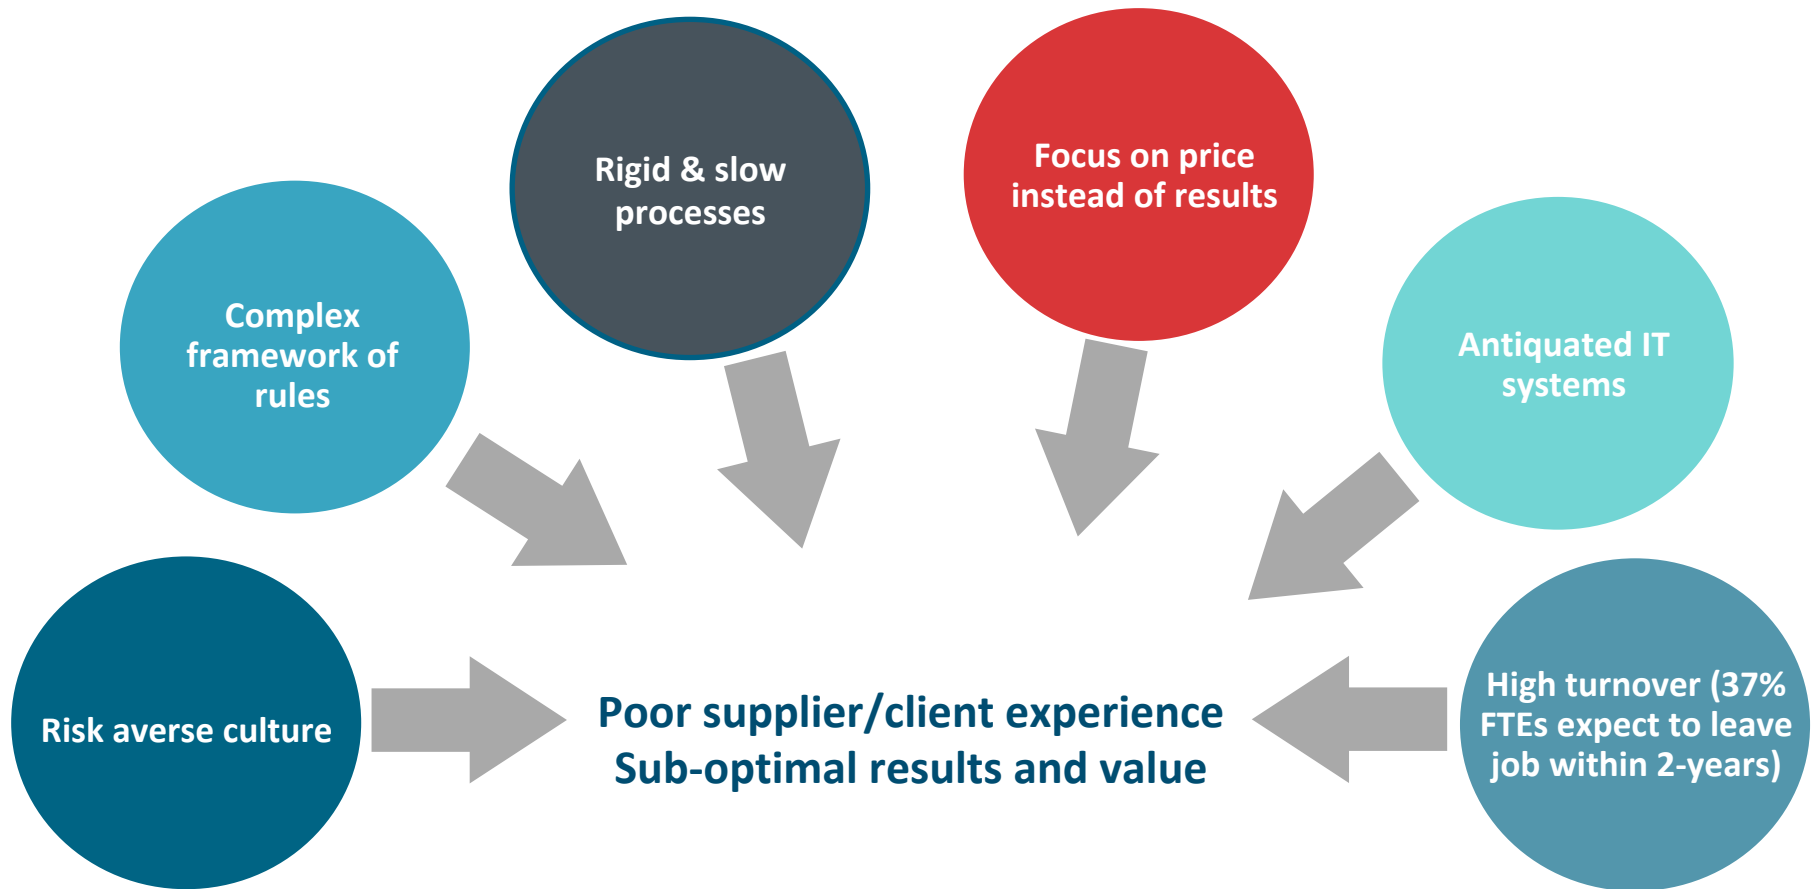 Rigid & slow
processes
Focus on price
instead of results
Complex
framework of
rules
Antiquated IT
systems
Risk averse culture
High turnover (37%
FTEs expect to leave
job within 2-years)
Poor supplier/client experience
Sub-optimal results and value